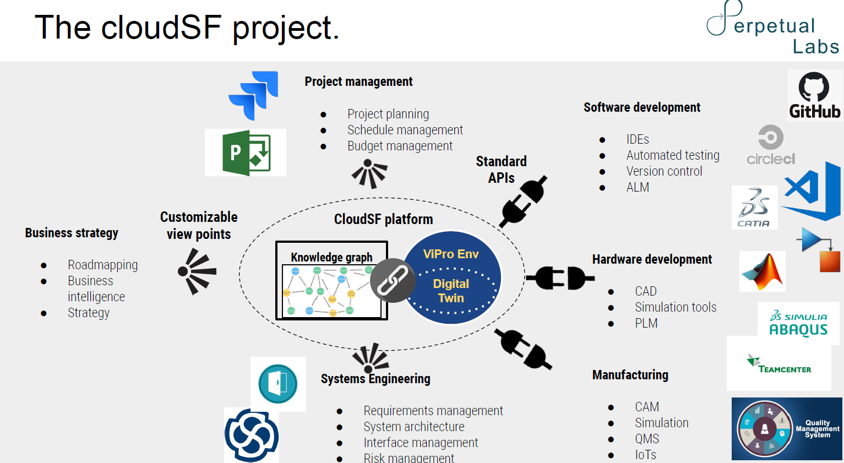 The cloudSF project.
Perpetual
Labs
Project management
Project planning
Schedule management
Budget management
P
Software development
IDEs
Automated testing
Version control
ALM
GitHub
circleci
CATIA
Standard
APIs
Customizable
view points
CloudSF platform
Knowledge graph
ViPro Env
Digital
Twin
Business strategy
Roadmapping
Business
intelligence
Strategy
Hardware development
CAD
Simulation tools
PLM
SIMULIA
ABAQUS
TEAMCENTER
Systems Engineering
Requirements management
System architecture
Interface management
Risk management
Manufacturing
CAM
Simulation
QMS
IoTs
Quality
Management
System